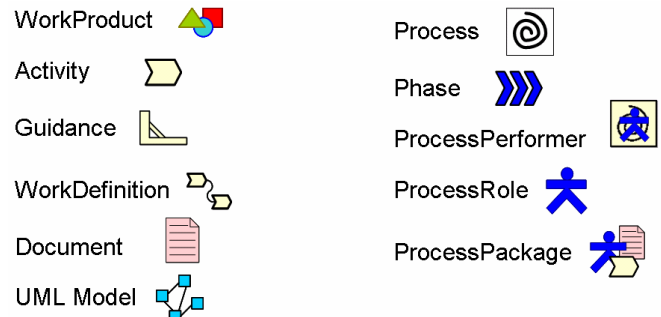 WorkProduct
Activity
Guidance
WorkDefinition
Document
UML Model
Process
Phase
ProcessPerformer
ProcessRole
ProcessPackage